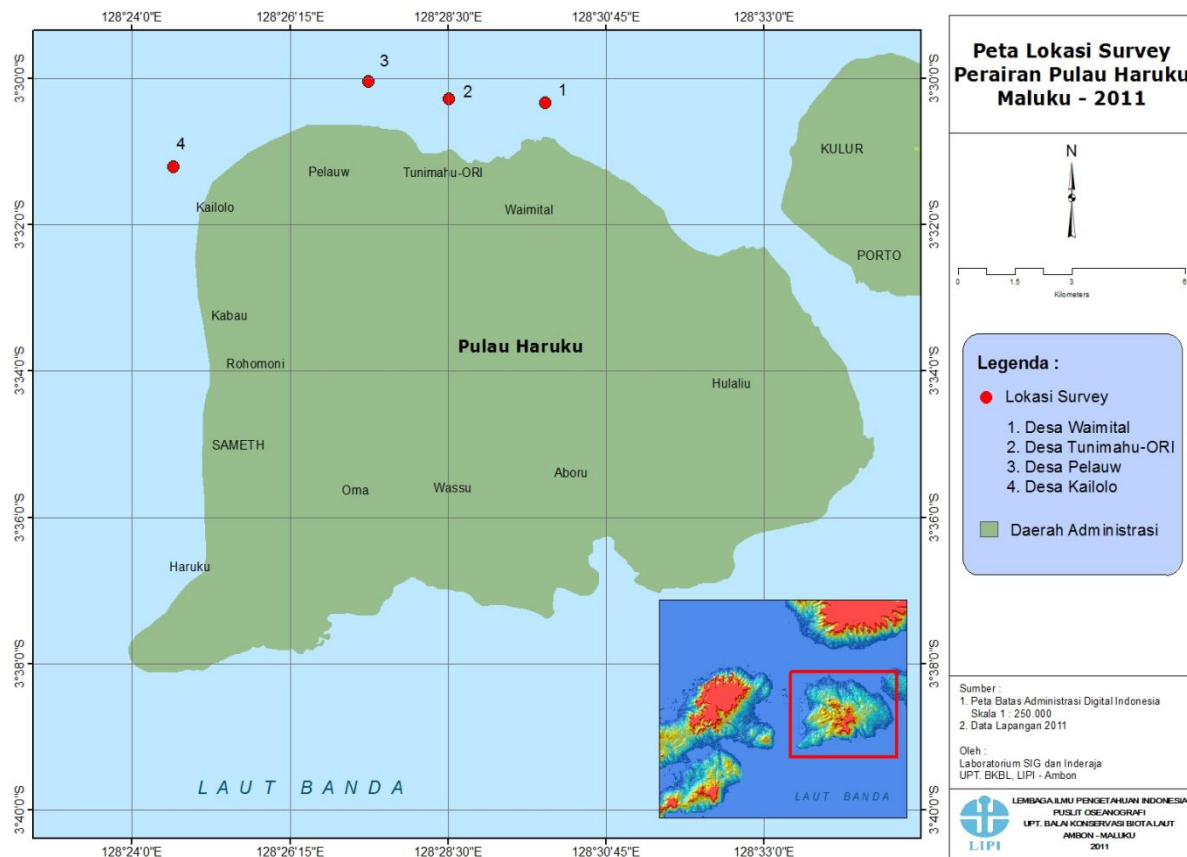 128°24'0"E 128°26'15"E 128°28'30"E 128°30'45"E 128°33'0"E
3°30'0"S
3°32'0"S
3°34'0"S
3°36'0"S
3°38'0"S
3°40'0"S
3
2
1
4
Pelauw
Tunimahu-ORI
Kailolo
Waimital
KULUR
PORTO
Kabau
Pulau Haruku
Rohomoni
Hulaliu
SAMETH
Aboru
Oma
Wassu
Haruku
LAUT BANDA
LAUT BANDA
3°30'0"S
3°32'0"S
3°34'0"S
3°36'0"S
3°38'0"S
3°40'0"S
128°24'0"E 128°26'15"E 128°28'30"E 128°30'45"E 128°33'0"E
Peta Lokasi Survey
Perairan Pulau Haruku
Maluku - 2011
N
0 1,5 3 6
Kilometers
Legenda :
Lokasi Survey
1. Desa Waimital
2. Desa Tunimahu-ORI
3. Desa Pelauw
4. Desa Kailolo
Daerah Administrasi
Sumber :
1. Peta Batas Administrasi Digital Indonesia
Skala 1 : 250.000
2. Data Lapangan 2011
Oleh :
Laboratorium SIG dan Inderaja
UPT. BKBL, LIPI - Ambon
LIPI
LEMBAGA ILMU PENGETAHUAN INDONESIA
PUSLIT OSEANOGRAFI
UPT. BALAI KONSERVASI BIOTA LAUT
AMBON - MALUKU
2011